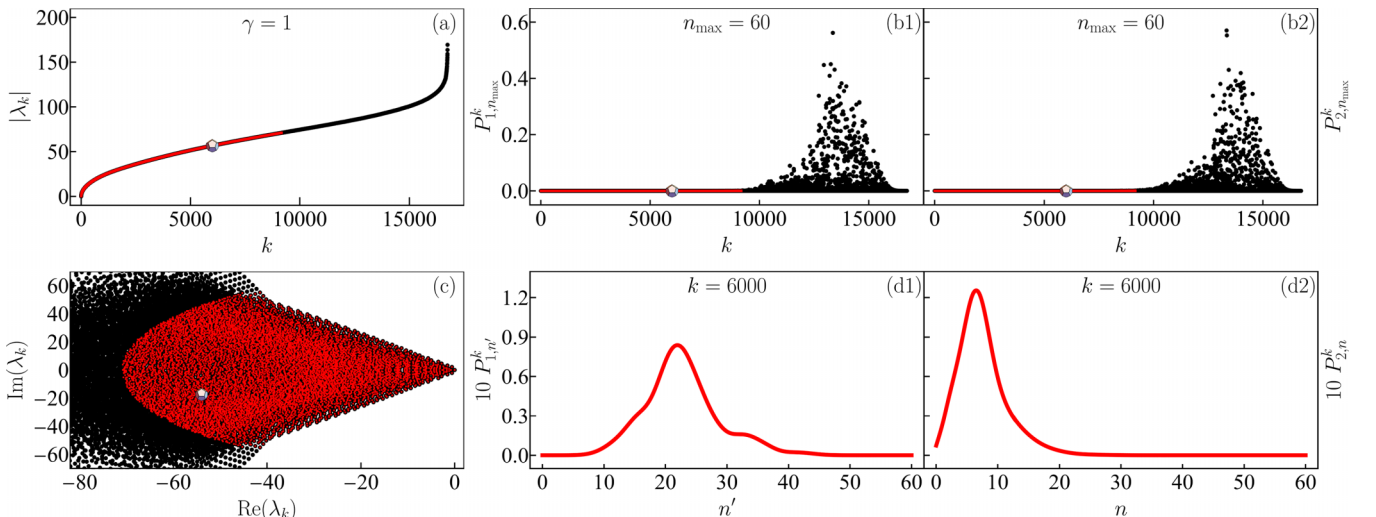 γ = 1
(a)
|λ_k|
200
150
100
50
0
0 5000 10000 15000
k
n_max = 60
(b1)
P^k_{1,n_max}
0.6
0.4
0.2
0.0
0 5000 10000 15000
k
n_max = 60
(b2)
P^k_{2,n_max}
0 5000 10000 15000
k
(c)
Im(λ_k)
60
40
20
0
−20
−40
−60
−80 −60 −40 −20 0
Re(λ_k)
k = 6000
(d1)
10 P^k_{1,n′}
1.2
0.9
0.6
0.3
0.0
0 10 20 30 40 50 60
n′
k = 6000
(d2)
10 P^k_{2,n}
0 10 20 30 40 50 60
n